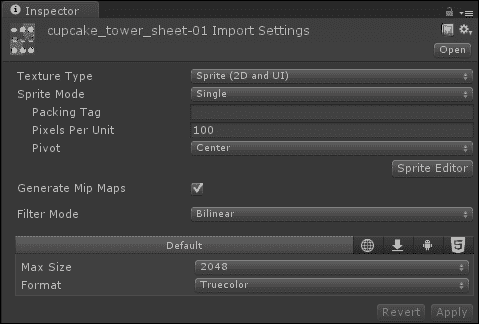 Inspector
cupcake_tower_sheet-01 Import Settings
Open
Texture Type Sprite (2D and UI)
Sprite Mode Single
Packing Tag
Pixels Per Unit 100
Pivot Center
Sprite Editor
Generate Mip Maps
Filter Mode Bilinear
Default
Max Size 2048
Format Truecolor
Revert Apply